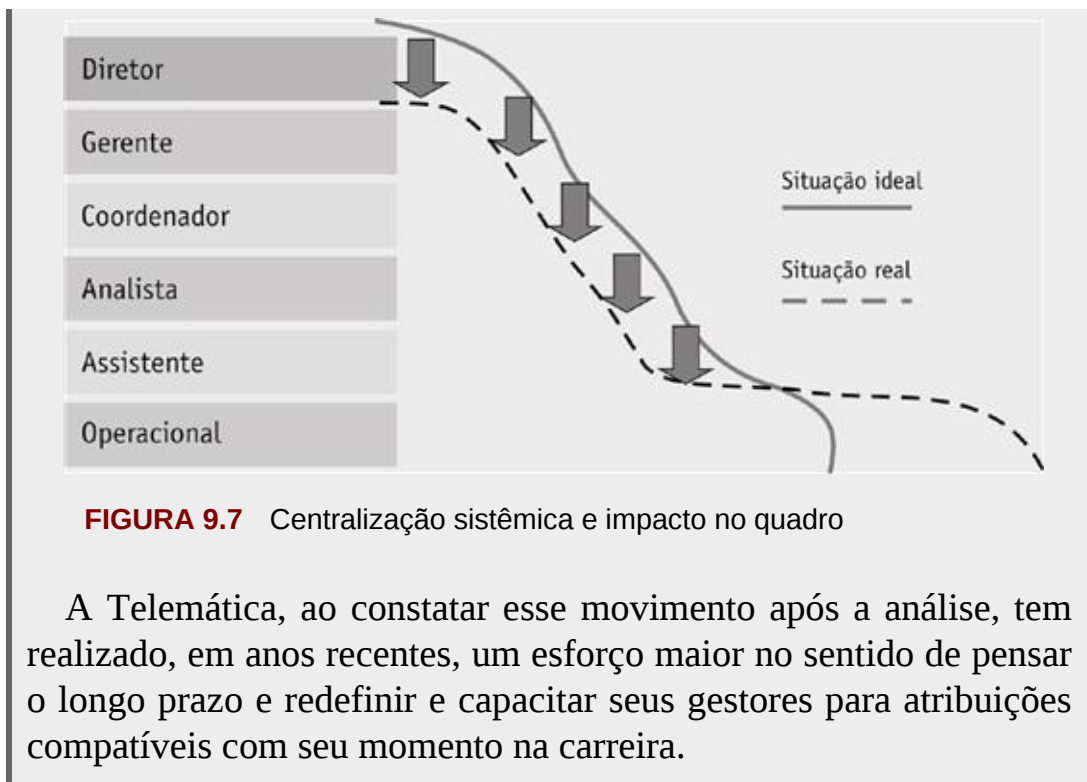 Diretor
Gerente
Coordenador
Analista
Assistente
Operacional
Situação ideal
Situação real
FIGURA 9.7 Centralização sistêmica e impacto no quadro
A Telemática, ao constatar esse movimento após a análise, tem
realizado, em anos recentes, um esforço maior no sentido de pensar
o longo prazo e redefinir e capacitar seus gestores para atribuições
compatíveis com seu momento na carreira.